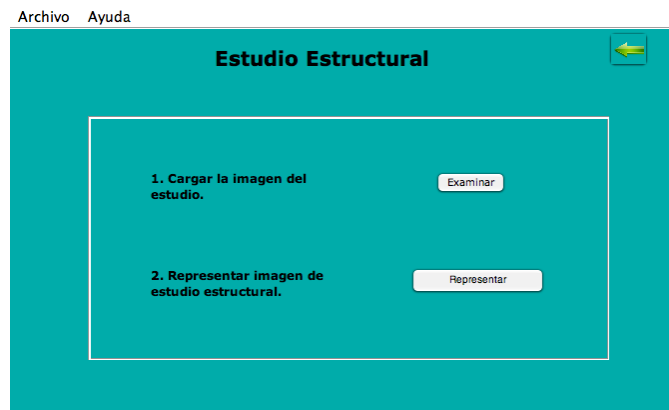 Archivo Ayuda
Estudio Estructural
1. Cargar la imagen del
estudio.
Examinar
2. Representar imagen de
estudio estructural.
Representar